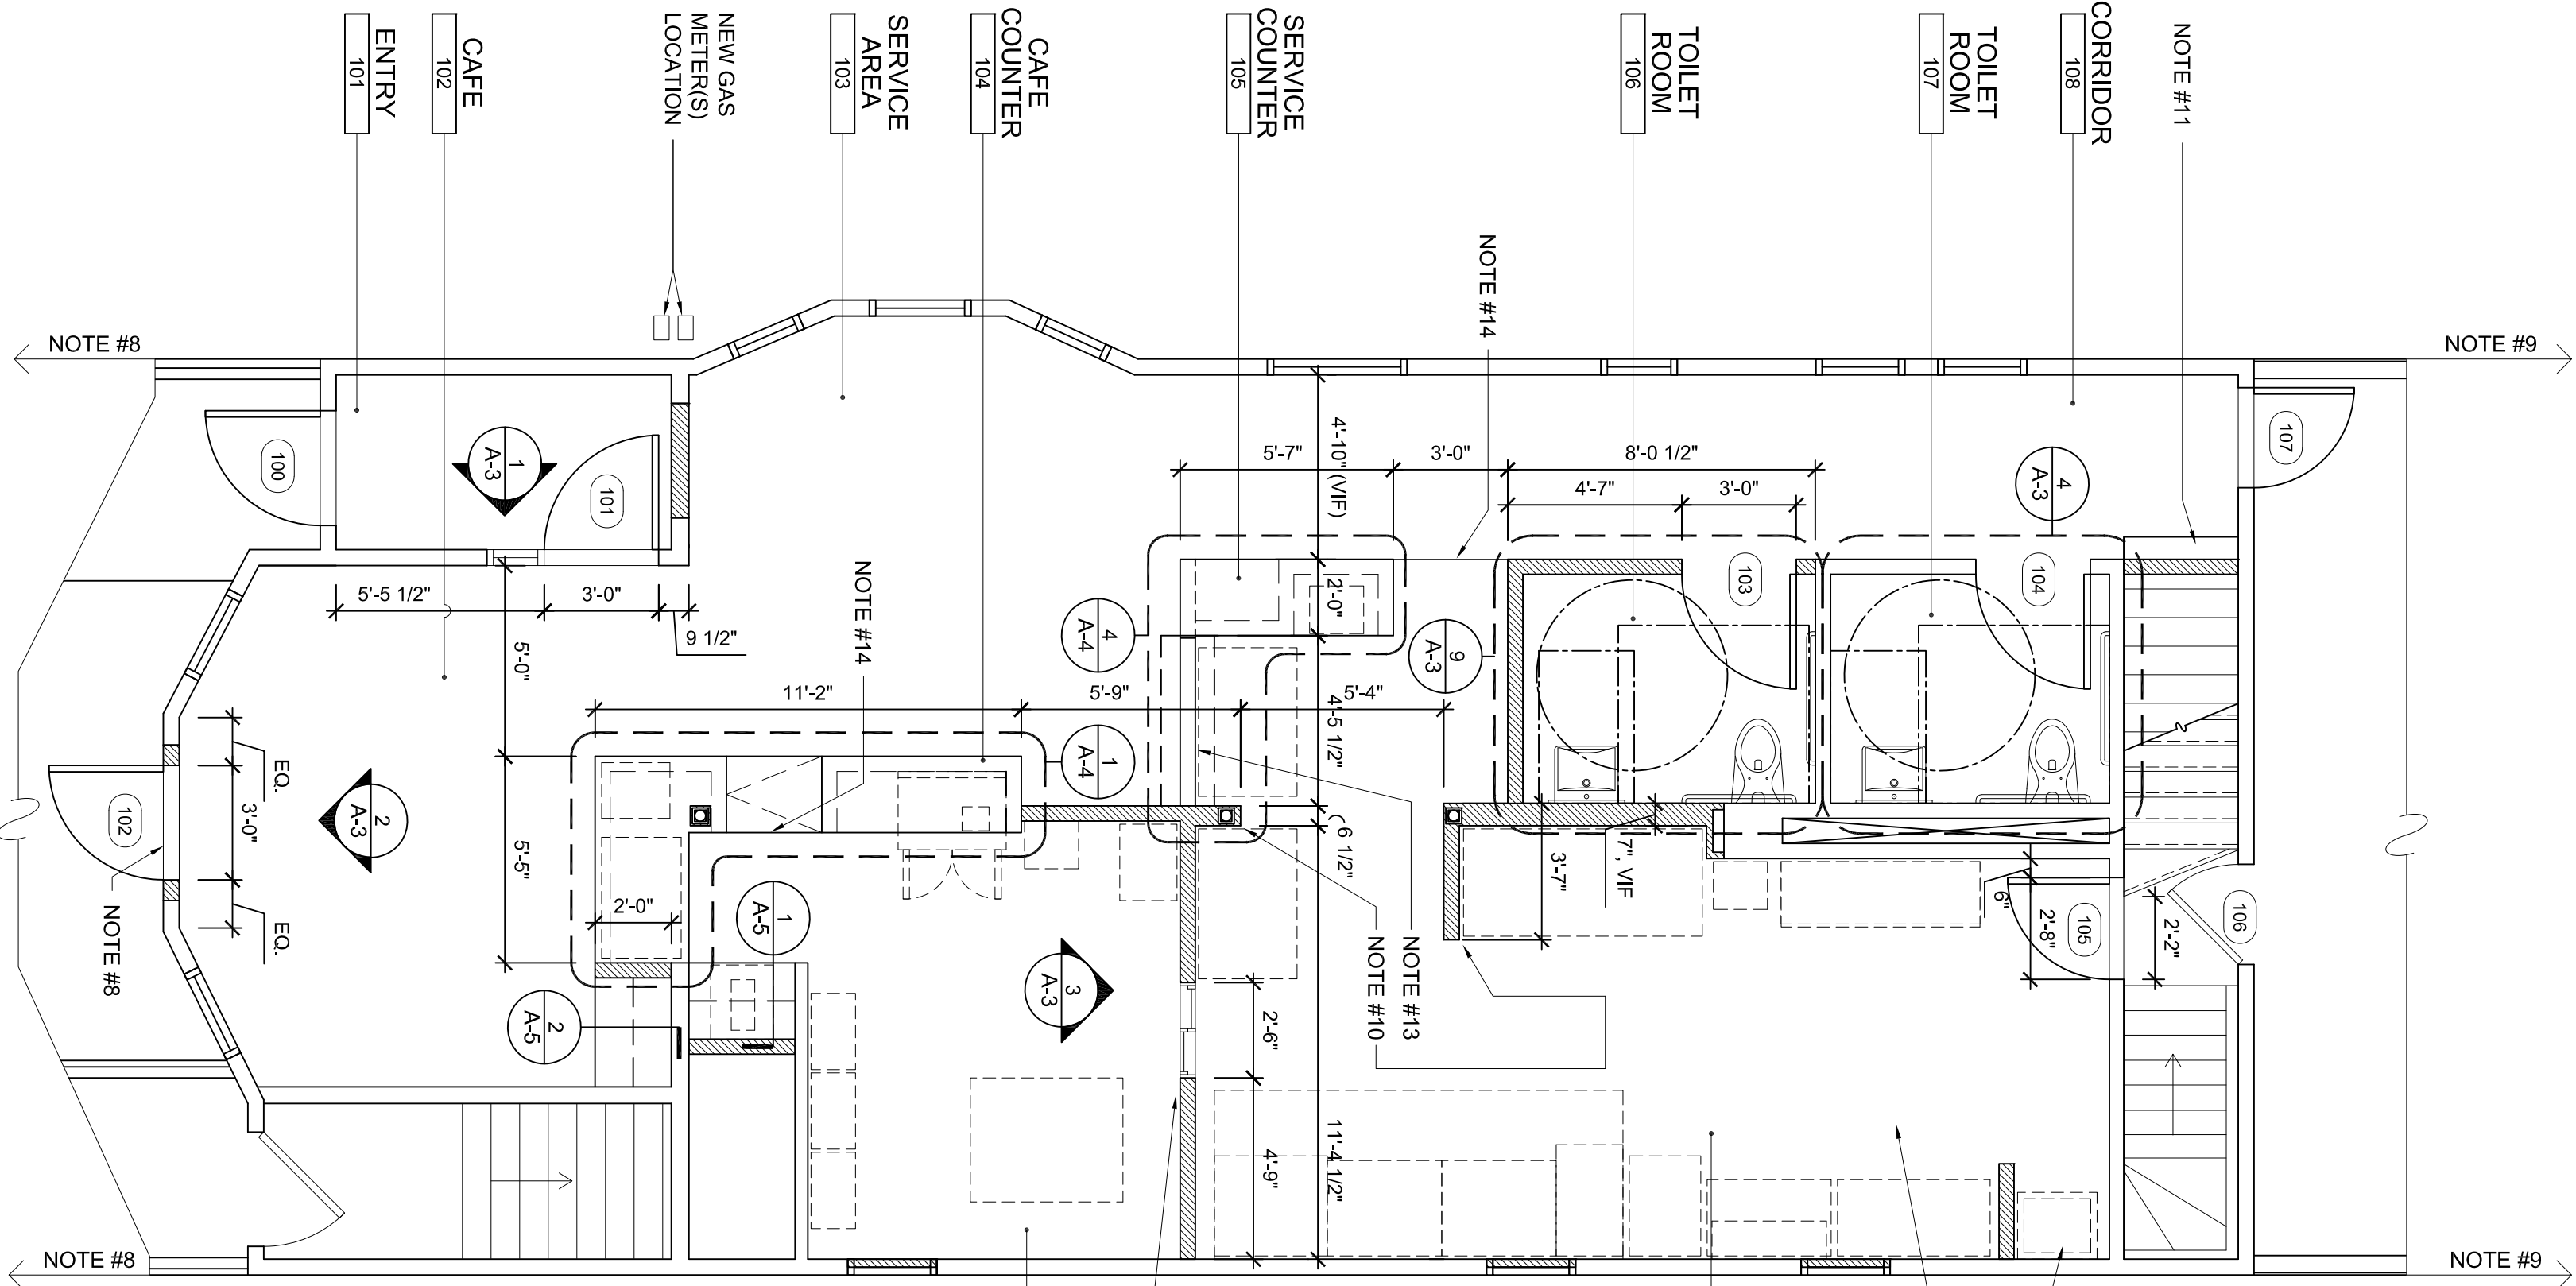 ENTRY
101
CAFE
102
NEW GAS
METER(S)
LOCATION
SERVICE
AREA
103
CAFE
COUNTER
104
SERVICE
COUNTER
105
TOILET
ROOM
106
TOILET
ROOM
107
CORRIDOR
108
NOTE #11
NOTE #14
NOTE #8
NOTE #9
100
1
A-3
101
5'-7"
4'-10" (VIF)
3'-0"
8'-0 1/2"
4'-7"
3'-0"
4
A-3
107
5'-5 1/2"
3'-0"
9 1/2"
5'-0"
NOTE #14
4
A-4
2'-0"
9
A-3
103
104
11'-2"
5'-9"
5'-4"
4'-5 1/2"
1
A-4
EQ.
3'-0"
EQ.
102
2
A-3
NOTE #8
5'-5"
2'-0"
1
A-5
2
A-5
3
A-3
6 1/2"
NOTE #13
NOTE #10
3'-7"
7", VIF
6"
2'-8"
105
2'-2"
106
2'-6"
4'-9"
11'-4 1/2"
NOTE #8
NOTE #9